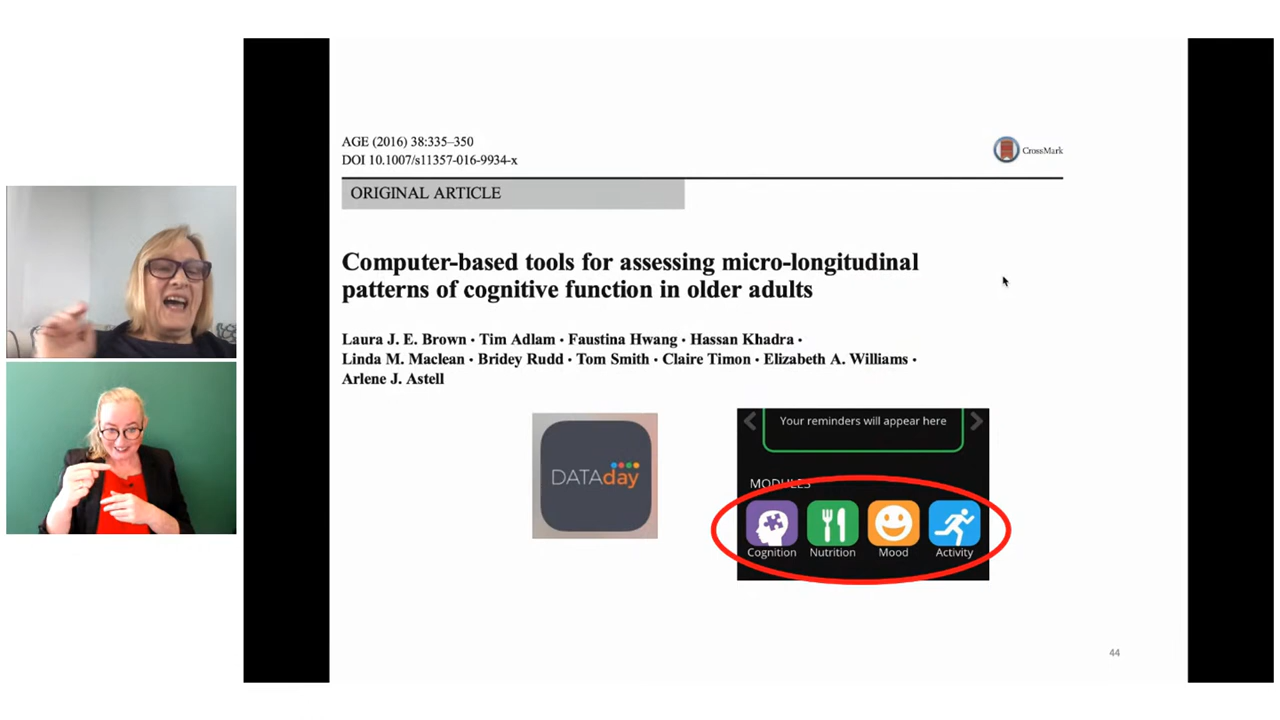 AGE (2016) 38:335–350
DOI 10.1007/s11357-016-9934-x
CrossMark
ORIGINAL ARTICLE
Computer-based tools for assessing micro-longitudinal
patterns of cognitive function in older adults
Laura J. E. Brown · Tim Adlam · Faustina Hwang · Hassan Khadra ·
Linda M. Maclean · Bridey Rudd · Tom Smith · Claire Timon · Elizabeth A. Williams ·
Arlene J. Astell
DATAday
Your reminders will appear here
MODULES
Cognition Nutrition Mood Activity
44